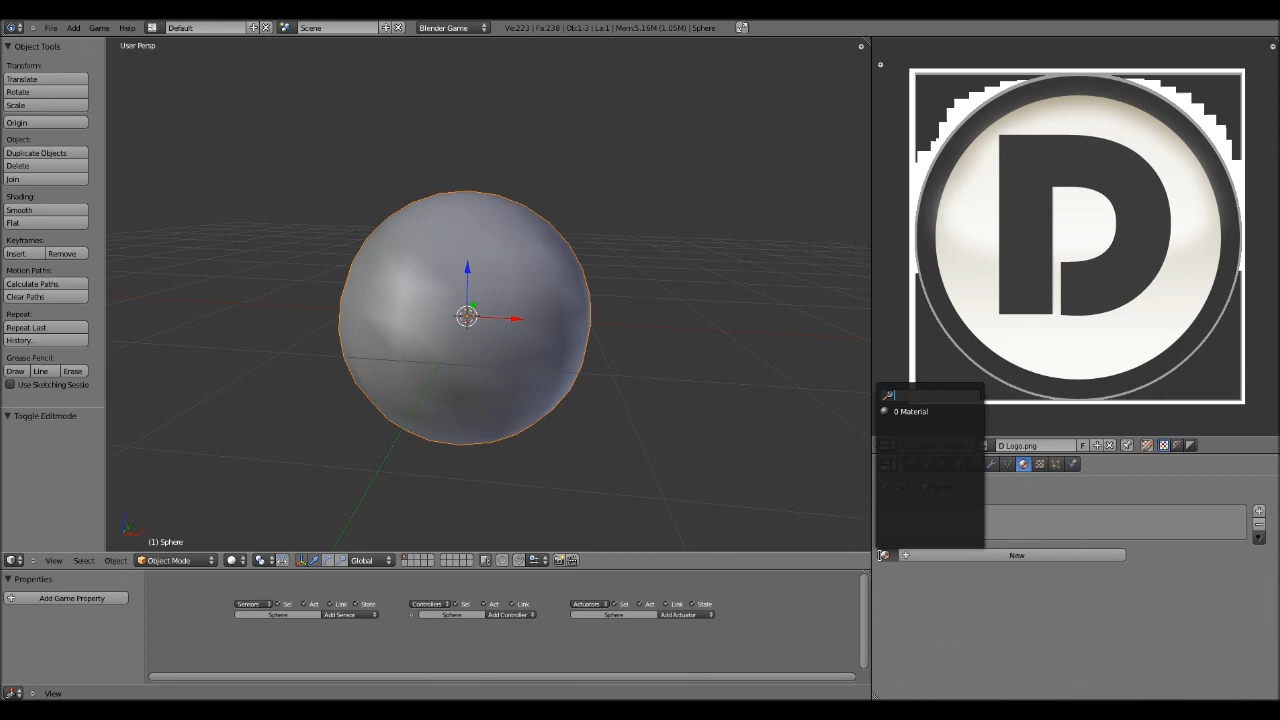 File Add Game Help Default Scene Blender Game Ve:223 | Fa:238 | Ob:1-3 | La:1 | Mem:5.16M (1.05M) | Sphere
Object Tools
User Persp
Transform:
Translate
Rotate
Scale
Origin
Object:
Duplicate Objects
Delete
Join
Shading:
Smooth
Flat
Keyframes:
Insert Remove
Motion Paths:
Calculate Paths
Clear Paths
Repeat:
Repeat Last
History...
Grease Pencil:
Draw Line Erase
Use Sketching Sessio
Toggle Editmode
D
0 Material
D Logo.png F
(1) Sphere
New
View Select Object Object Mode Global
Properties
Add Game Property
Sensors Sel Act Link State Controllers Sel Act Link Actuators Sel Act Link State
Sphere Add Sensor Sphere Add Controller Sphere Add Actuator
View